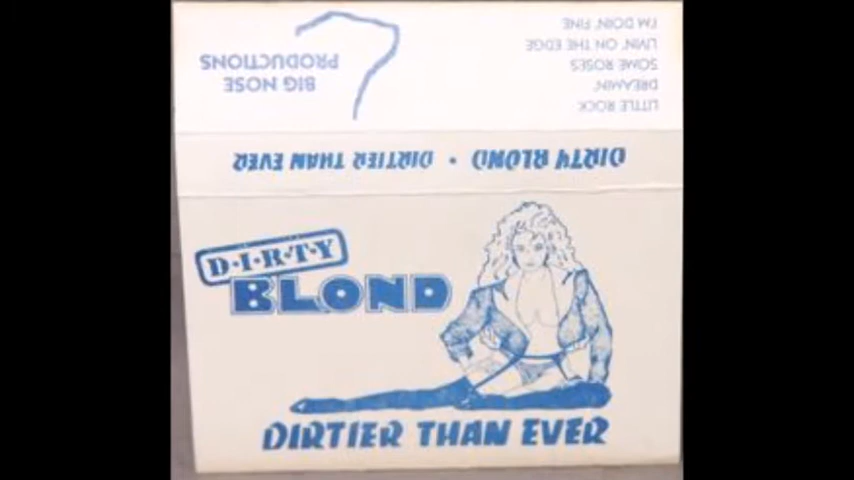 D·I·R·T·Y
BLOND
DIRTIER THAN EVER
DIRTY BLOND • DIRTIER THAN EVER
LITTLE ROCK
DREAMIN'
SOME ROSES
LIVIN' ON THE EDGE
I'M DOIN' FINE
BIG NOSE
PRODUCTIONS